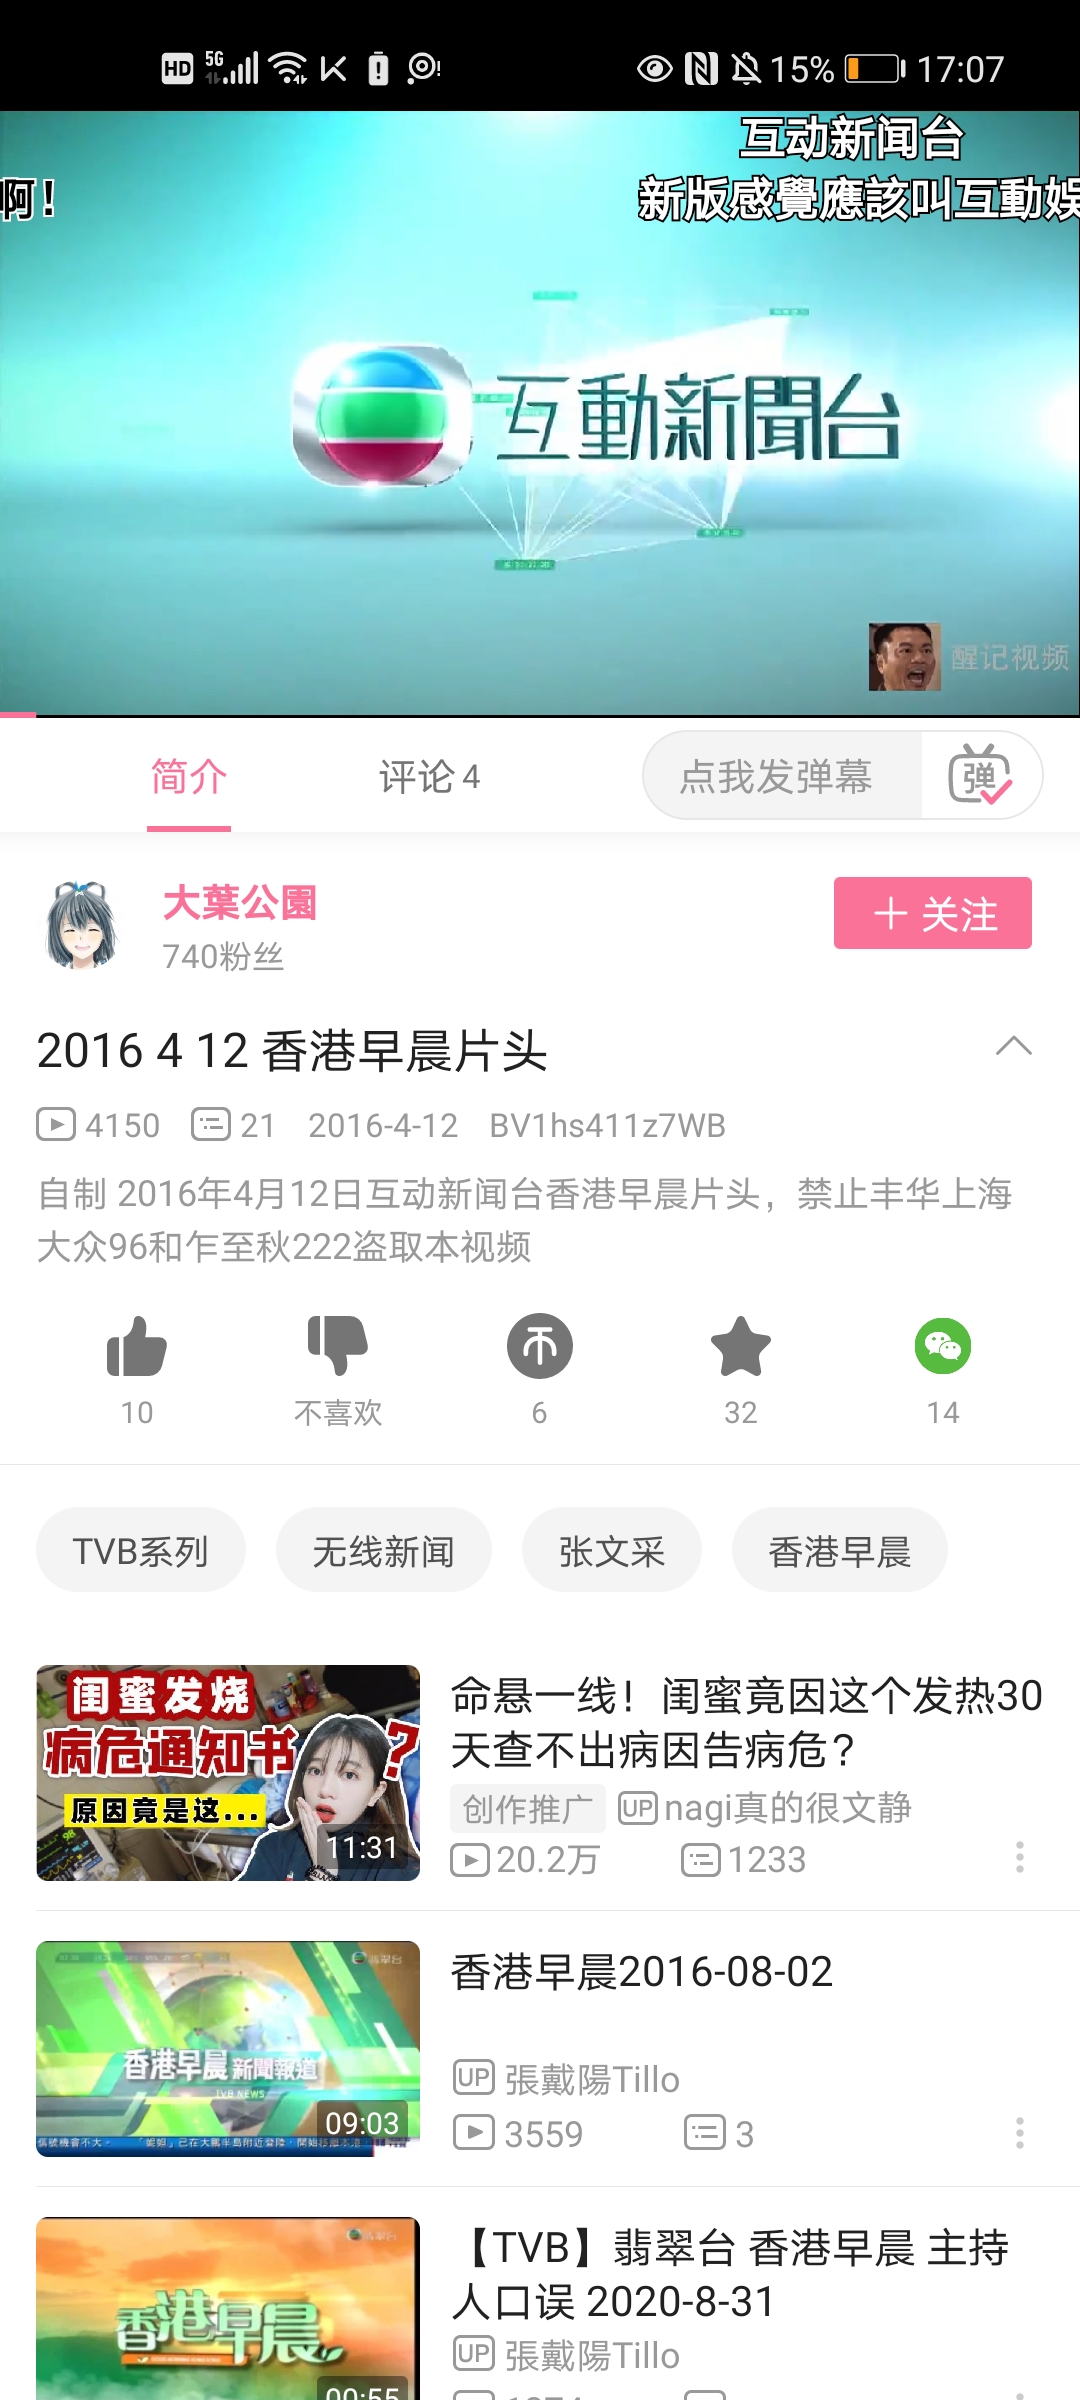 HD 5G 15% 17:07
互动新闻台
啊！ 新版感覺應該叫互動娱
互動新聞台
醒记视频
简介 评论 4 点我发弹幕 弹
大葉公園
740粉丝
＋ 关注
2016 4 12 香港早晨片头
4150 21 2016-4-12 BV1hs411z7WB
自制 2016年4月12日互动新闻台香港早晨片头，禁止丰华上海
大众96和乍至秋222盗取本视频
10 不喜欢 6 32 14
TVB系列 无线新闻 张文采 香港早晨
闺蜜发烧
病危通知书？
原因竟是这...
11:31
命悬一线！闺蜜竟因这个发热30
天查不出病因告病危？
创作推广 UP nagi真的很文静
20.2万 1233
翡翠台
香港早晨 新聞報道
TVB NEWS
09:03
香港早晨2016-08-02
UP 張戴陽Tillo
3559 3
香港早晨
00:55
【TVB】翡翠台 香港早晨 主持
人口误 2020-8-31
UP 張戴陽Tillo